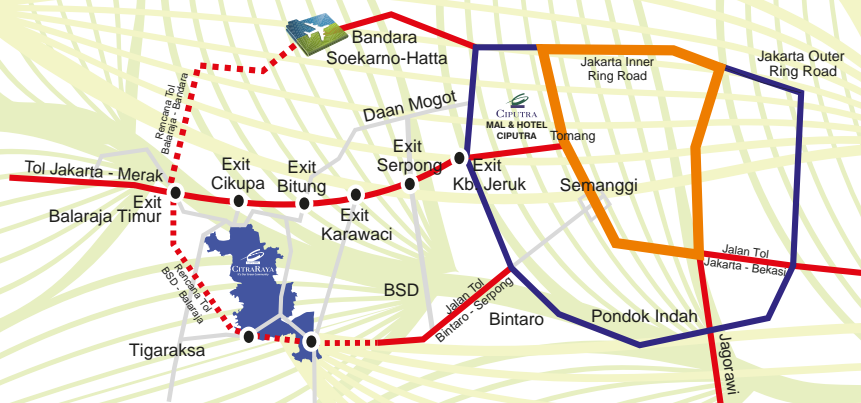 Bandara
Soekarno-Hatta
Jakarta Inner
Ring Road
Jakarta Outer
Ring Road
Rencana Tol
Balaraja - Bandara
Daan Mogot
CIPUTRA
MAL & HOTEL
CIPUTRA
Tomang
Tol Jakarta - Merak
Exit
Balaraja Timur
Exit
Cikupa
Exit
Bitung
Exit
Karawaci
Exit
Serpong
Exit
Kb. Jeruk
Semanggi
CITRARAYA
Rencana Tol
BSD - Balaraja
Tigaraksa
BSD
Jalan Tol
Bintaro - Serpong
Bintaro
Pondok Indah
Jalan Tol
Jakarta - Bekasi
Jagorawi